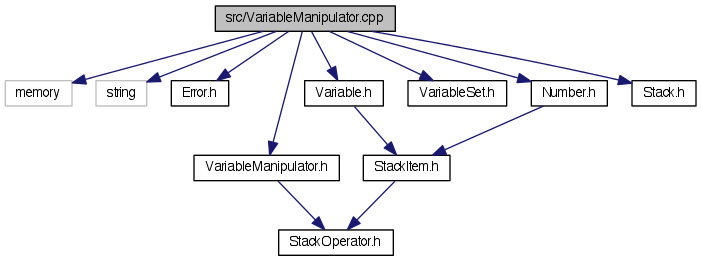 src/VariableManipulator.cpp
memory
string
Error.h
Variable.h
VariableSet.h
Number.h
Stack.h
VariableManipulator.h
StackItem.h
StackOperator.h